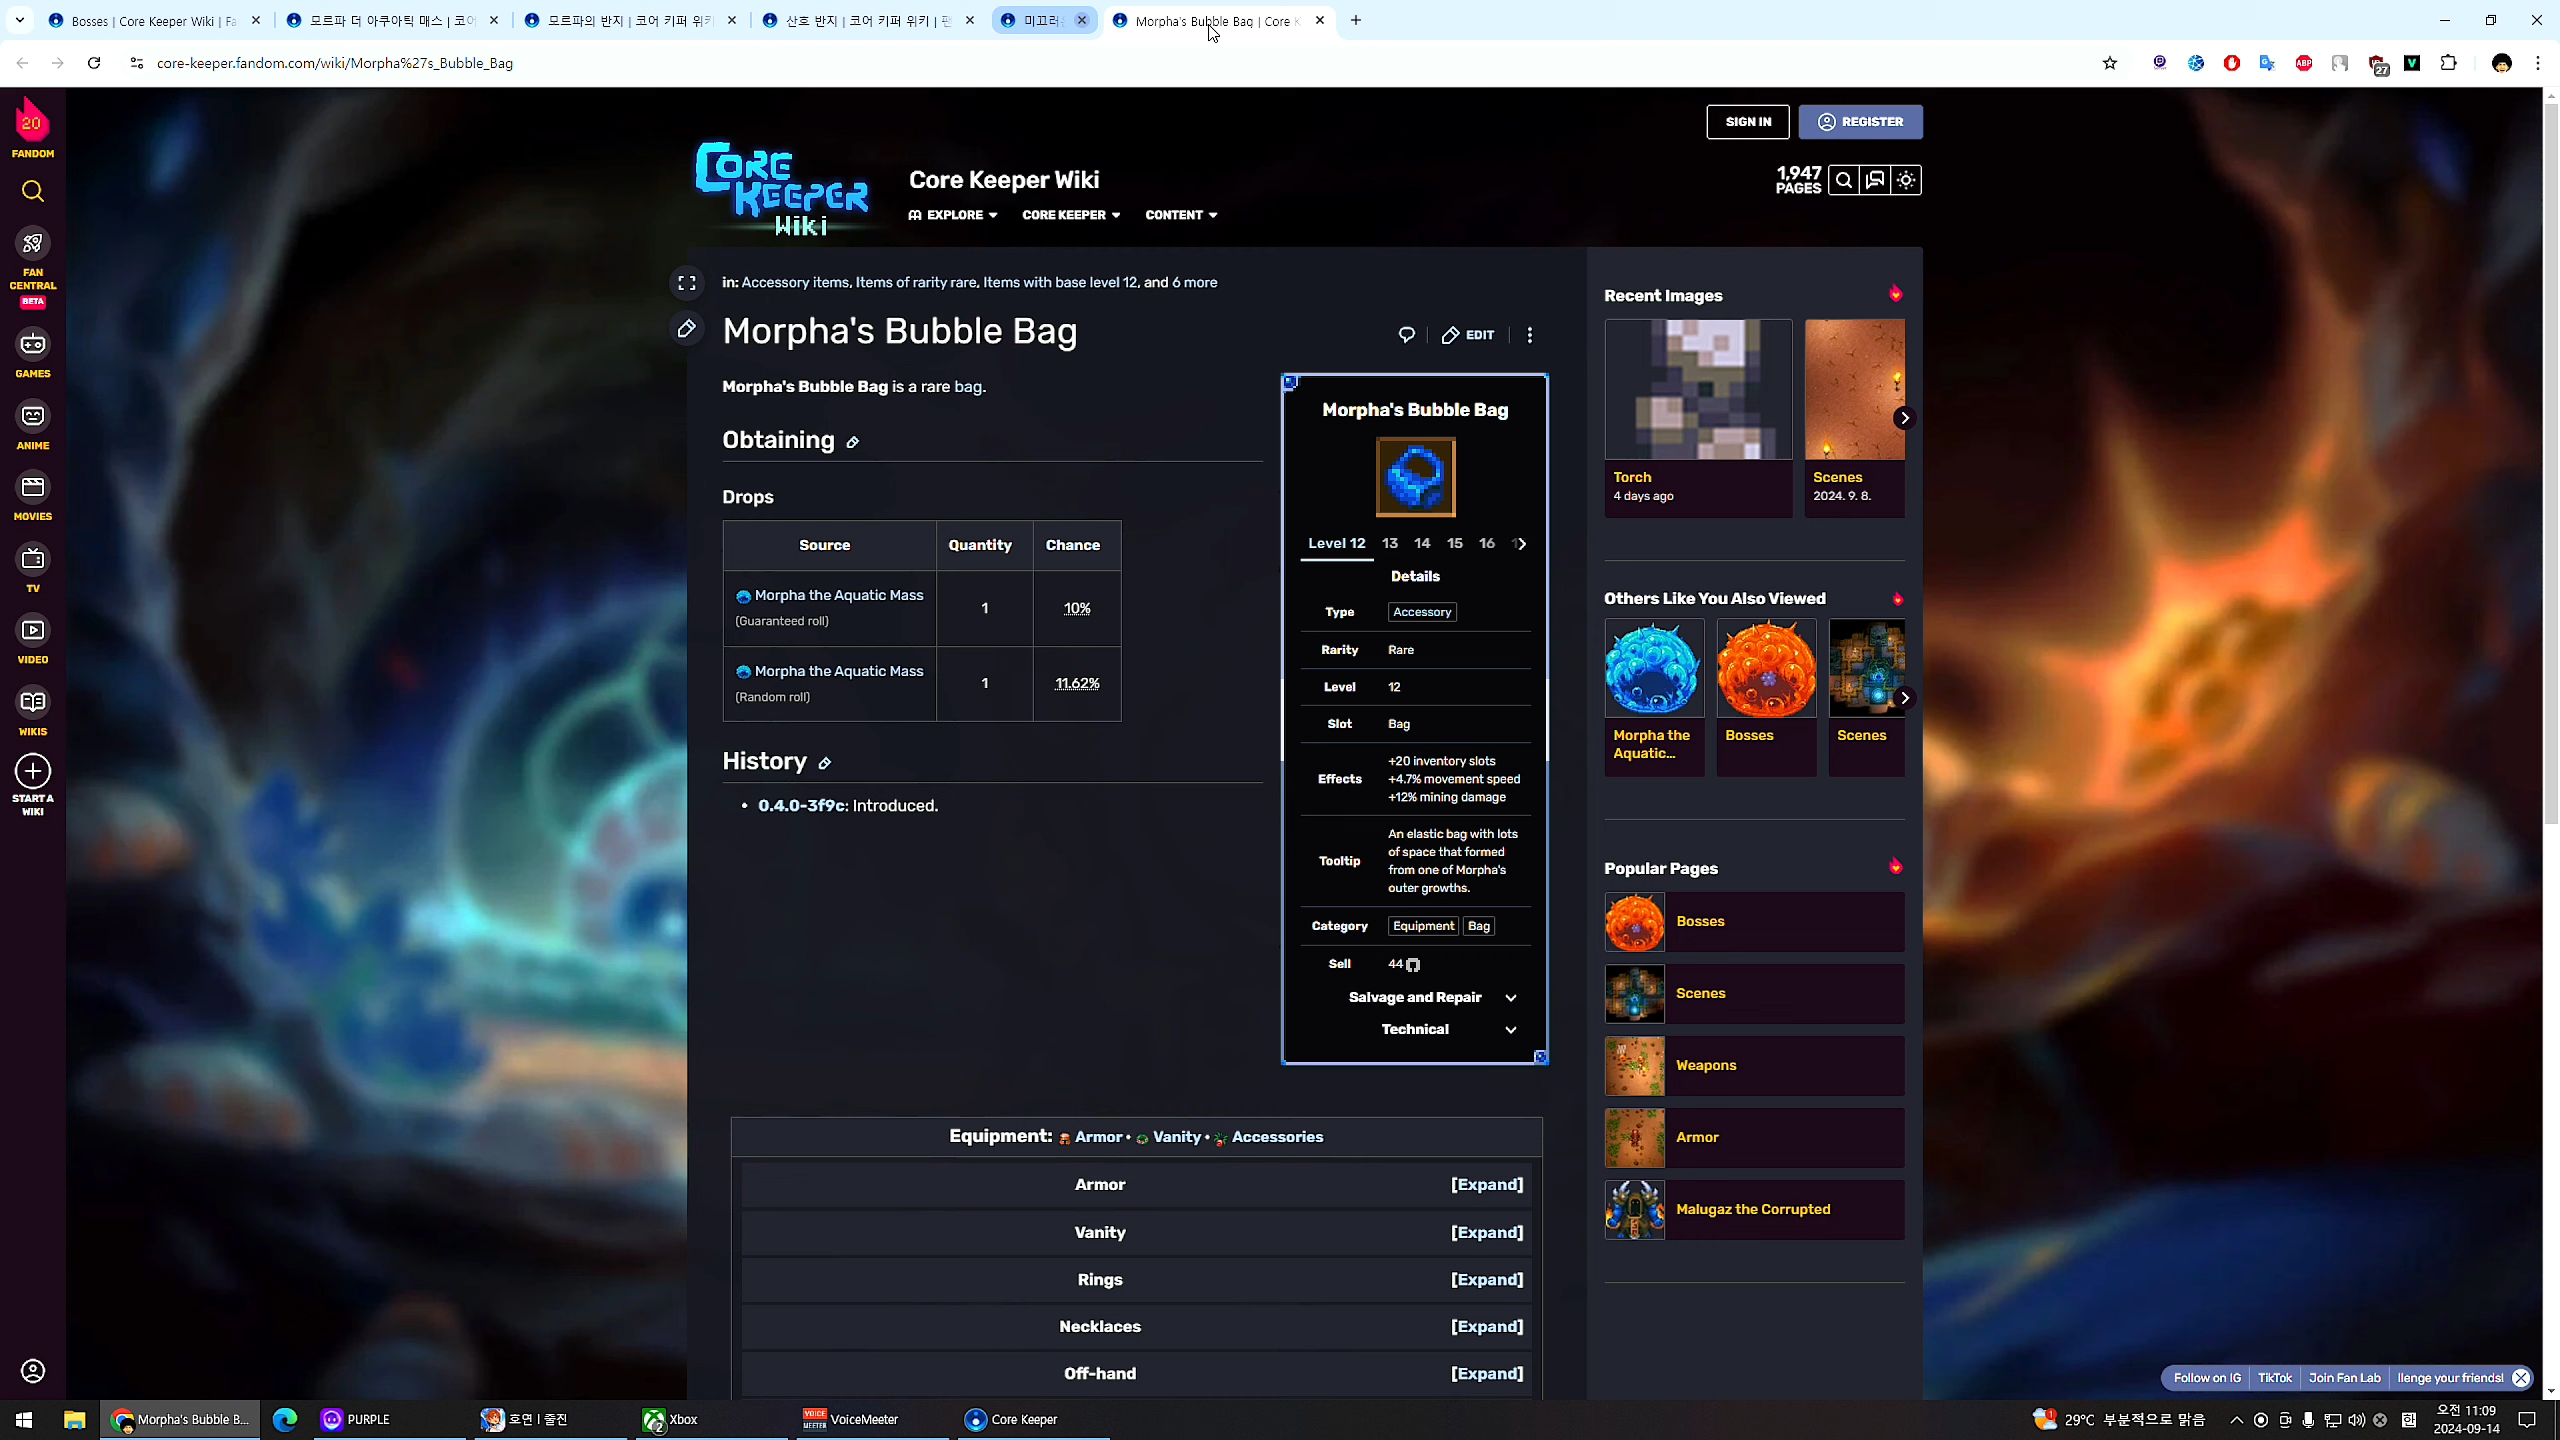 Bosses | Core Keeper Wiki | Fa
모르파 더 아쿠아틱 매스 | 코어
모르파의 반지 | 코어 키퍼 위키
산호 반지 | 코어 키퍼 위키 | 팬
미끄러운
Morpha's Bubble Bag | Core K
core-keeper.fandom.com/wiki/Morpha%27s_Bubble_Bag
ABP
27
V
20
FANDOM
FAN CENTRAL
BETA
GAMES
ANIME
MOVIES
TV
VIDEO
WIKIS
START A WIKI
SIGN IN
REGISTER
CORE KEEPER Wiki
Core Keeper Wiki
EXPLORE
CORE KEEPER
CONTENT
1,947 PAGES
in: Accessory items, Items of rarity rare, Items with base level 12, and 6 more
Morpha's Bubble Bag
EDIT
Morpha's Bubble Bag is a rare bag.
Obtaining
Drops
Source Quantity Chance
Morpha the Aquatic Mass
(Guaranteed roll)
1
10%
Morpha the Aquatic Mass
(Random roll)
1
11.62%
History
• 0.4.0-3f9c: Introduced.
Morpha's Bubble Bag
Level 12 13 14 15 16
Details
Type Accessory
Rarity Rare
Level 12
Slot Bag
Effects
+20 inventory slots
+4.7% movement speed
+12% mining damage
Tooltip
An elastic bag with lots
of space that formed
from one of Morpha's
outer growths.
Category Equipment Bag
Sell 44
Salvage and Repair
Technical
Equipment: Armor • Vanity • Accessories
Armor [Expand]
Vanity [Expand]
Rings [Expand]
Necklaces [Expand]
Off-hand [Expand]
Recent Images
Torch
4 days ago
Scenes
2024. 9. 8.
Others Like You Also Viewed
Morpha the
Aquatic...
Bosses
Scenes
Popular Pages
Bosses
Scenes
Weapons
Armor
Malugaz the Corrupted
Follow on IG
TikTok
Join Fan Lab
llenge your friends!
Morpha's Bubble B...
PURPLE
호연 | 출진
2
Xbox
VOICE MEETER
VoiceMeeter
Core Keeper
29°C 부분적으로 맑음
한
오전 11:09
2024-09-14